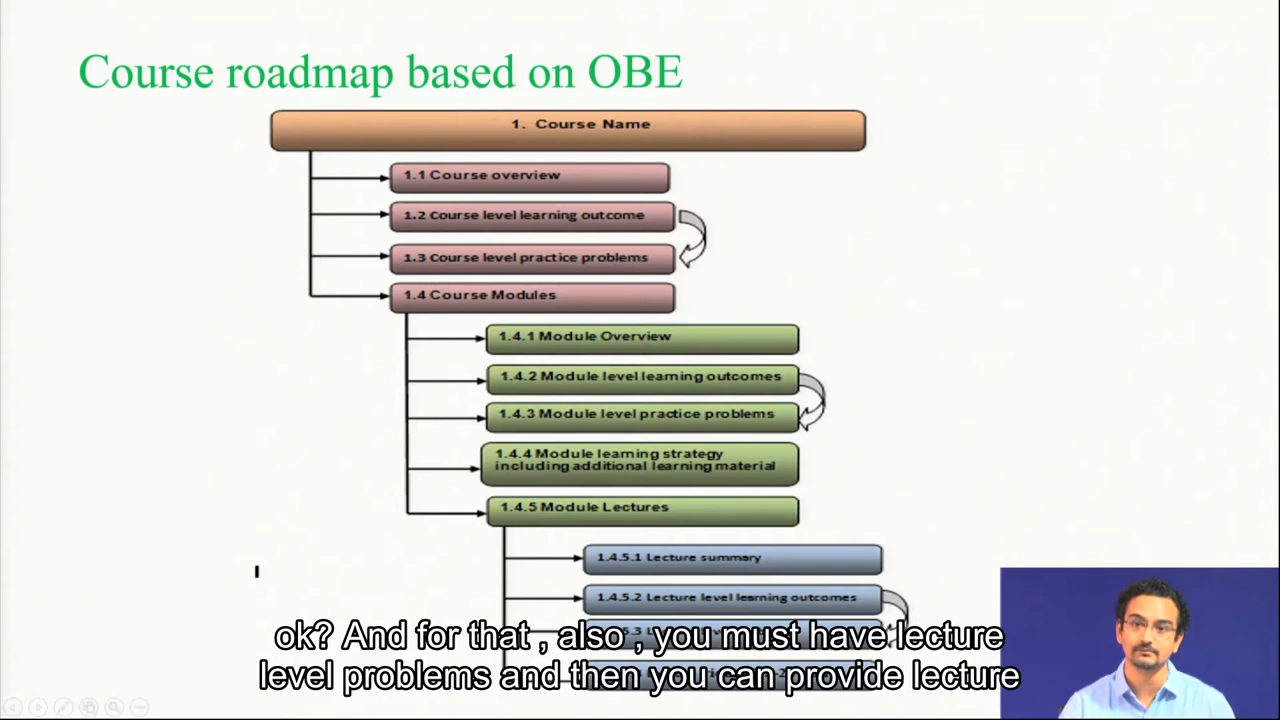 Course roadmap based on OBE
1. Course Name
1.1 Course overview
1.2 Course level learning outcome
1.3 Course level practice problems
1.4 Course Modules
1.4.1 Module Overview
1.4.2 Module level learning outcomes
1.4.3 Module level practice problems
1.4.4 Module learning strategy
including additional learning material
1.4.5 Module Lectures
1.4.5.1 Lecture summary
1.4.5.2 Lecture level learning outcomes
ok? And for that , also , you must have lecture
level problems and then you can provide lecture